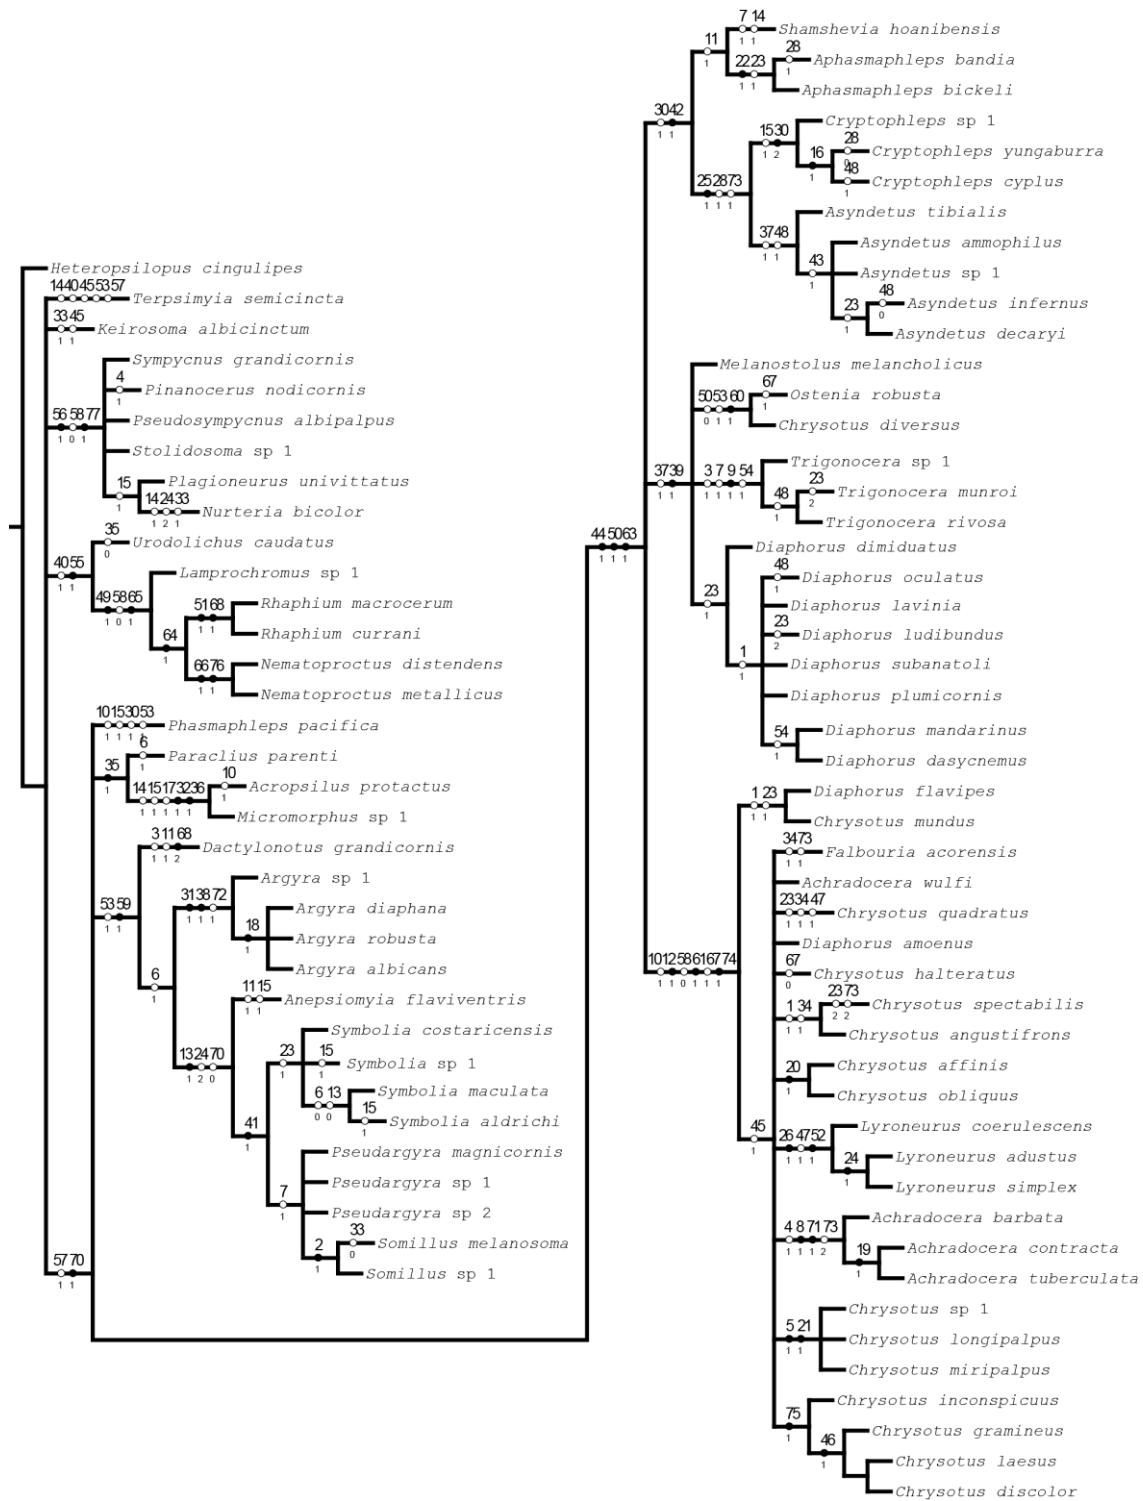 7 14
Shamshevia hoanibensis
1 1
11
1
28
Aphasmaphleps bandia
1
22 23
1 1
Aphasmaphleps bickeli
30 42
1 1
Cryptophleps sp 1
15 30
1 2
28
Cryptophleps yungaburra
0
16
1
48
Cryptophleps cyplus
1
25 28 73
1 1 1
Asyndetus tibialis
37 48
1 1
Asyndetus ammophilus
43
1
Asyndetus sp 1
48
Asyndetus infernus
0
23
1
Asyndetus decaryi
Heteropsilopus cingulipes
14 40 45 53 57
Terpsimyia semicincta
33 45
Keirosoma albicinctum
1 1
Sympycnus grandicornis
4
Pinanocerus nodicornis
1
56 58 77
1 0 1
Pseudosympycnus albipalpus
Stolidosoma sp 1
15
1
Plagioneurus univittatus
14 24 33
Nurteria bicolor
1 2 1
35
Urodolichus caudatus
0
40 55
1 1
Lamprochromus sp 1
49 58 65
1 0 1
51 68
1 1
Rhaphium macrocerum
Rhaphium currani
64
1
66 76
1 1
Nematoproctus distendens
Nematoproctus metallicus
10 15 30 53
Phasmaphleps pacifica
1 1 1 1
6
Paraclius parenti
1
35
1
10
Acropsilus protactus
1
14 15 17 32 36
1 1 1 1 1
Micromorphus sp 1
3 11 68
Dactylonotus grandicornis
1 1 2
53 59
1 1
Argyra sp 1
31 38 72
1 1 1
Argyra diaphana
18
1
Argyra robusta
Argyra albicans
6
1
11 15
Anepsiomyia flaviventris
1 1
13 24 70
1 2 0
Symbolia costaricensis
23
1
15
Symbolia sp 1
1
6 13
0 0
Symbolia maculata
15
Symbolia aldrichi
1
41
1
Pseudargyra magnicornis
Pseudargyra sp 1
7
1
Pseudargyra sp 2
33
Somillus melanosoma
0
2
1
Somillus sp 1
57 70
1 1
44 50 63
1 1 1
Melanostolus melancholicus
67
Ostenia robusta
1
50 53 60
0 1 1
Chrysotus diversus
37 39
1 1
Trigonocera sp 1
3 7 9 54
1 1 1 1
23
Trigonocera munroi
2
48
1
Trigonocera rivosa
Diaphorus dimiduatus
23
1
48
Diaphorus oculatus
1
Diaphorus lavinia
23
Diaphorus ludibundus
2
1
1
Diaphorus subanatoli
Diaphorus plumicornis
54
1
Diaphorus mandarinus
Diaphorus dasycnemus
Diaphorus flavipes
1 23
1 1
Chrysotus mundus
34 73
Falbouria acorensis
1 1
Achradocera wulfi
23 34 47
Chrysotus quadratus
1 1 1
Diaphorus amoenus
67
Chrysotus halteratus
0
10 12 58 61 67 74
23 73
Chrysotus spectabilis
2 2
1 34
1 1
Chrysotus angustifrons
20
1
Chrysotus affinis
Chrysotus obliquus
45
1
26 47 52
1 1 1
Lyroneurus coerulescens
24
1
Lyroneurus adustus
Lyroneurus simplex
4 8 71 73
1 1 1 2
Achradocera barbata
19
1
Achradocera contracta
Achradocera tuberculata
5 21
1 1
Chrysotus sp 1
Chrysotus longipalpus
Chrysotus miripalpus
75
1
Chrysotus inconspicuus
46
1
Chrysotus gramineus
Chrysotus laesus
Chrysotus discolor